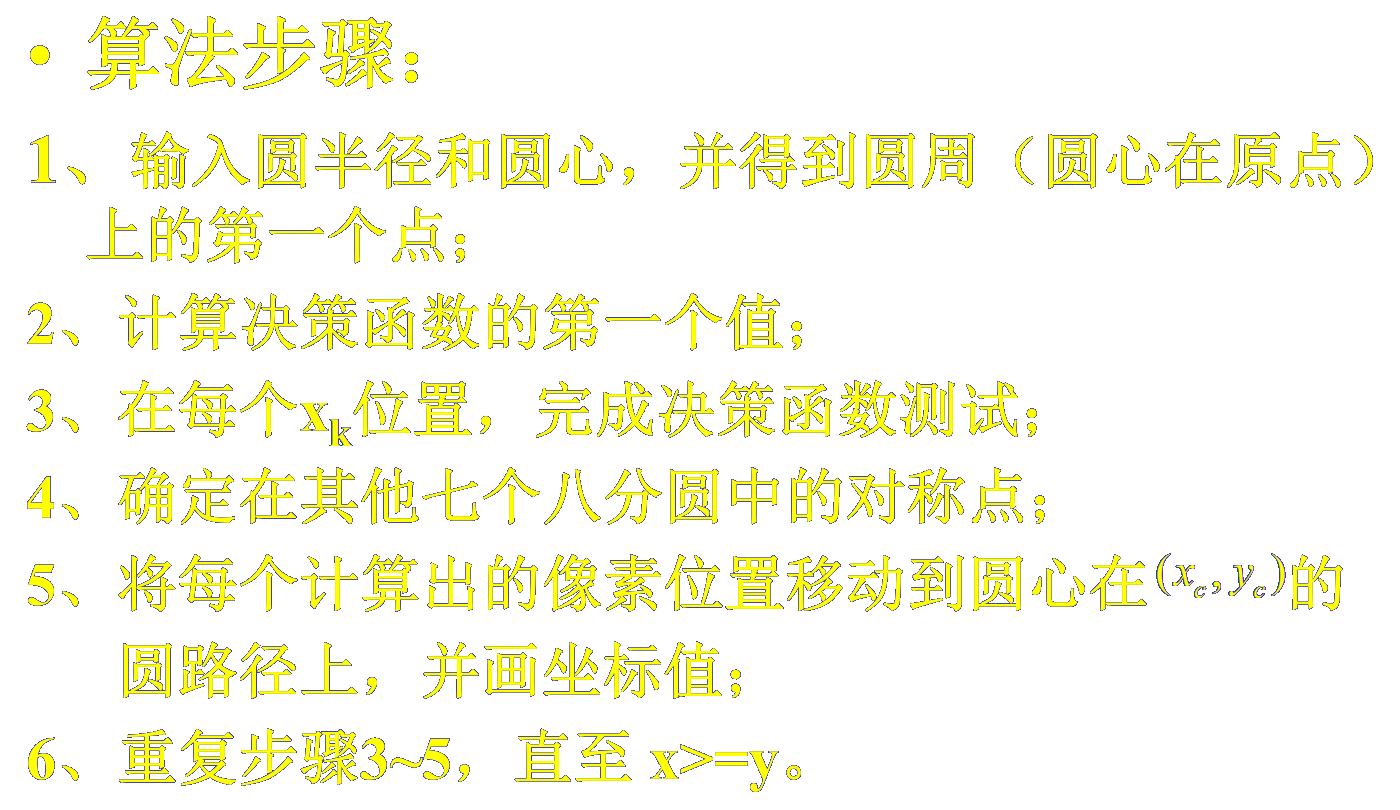 • 算法步骤：
1、输入圆半径和圆心，并得到圆周（圆心在原点）
上的第一个点；
2、计算决策函数的第一个值；
3、在每个xk位置，完成决策函数测试；
4、确定在其他七个八分圆中的对称点；
5、将每个计算出的像素位置移动到圆心在(xc,yc)的
圆路径上，并画坐标值；
6、重复步骤3~5，直至 x>=y。